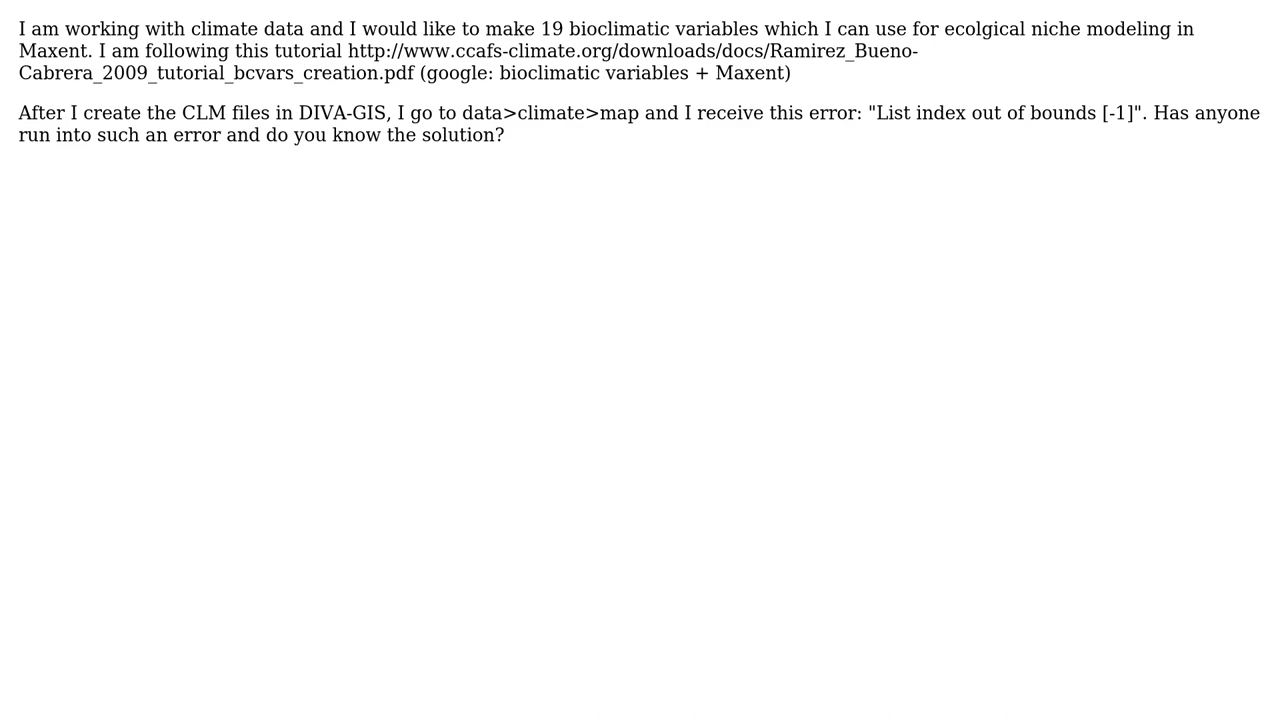 I am working with climate data and I would like to make 19 bioclimatic variables which I can use for ecolgical niche modeling in
Maxent. I am following this tutorial http://www.ccafs-climate.org/downloads/docs/Ramirez_Bueno-
Cabrera_2009_tutorial_bcvars_creation.pdf (google: bioclimatic variables + Maxent)
After I create the CLM files in DIVA-GIS, I go to data>climate>map and I receive this error: "List index out of bounds [-1]". Has anyone
run into such an error and do you know the solution?